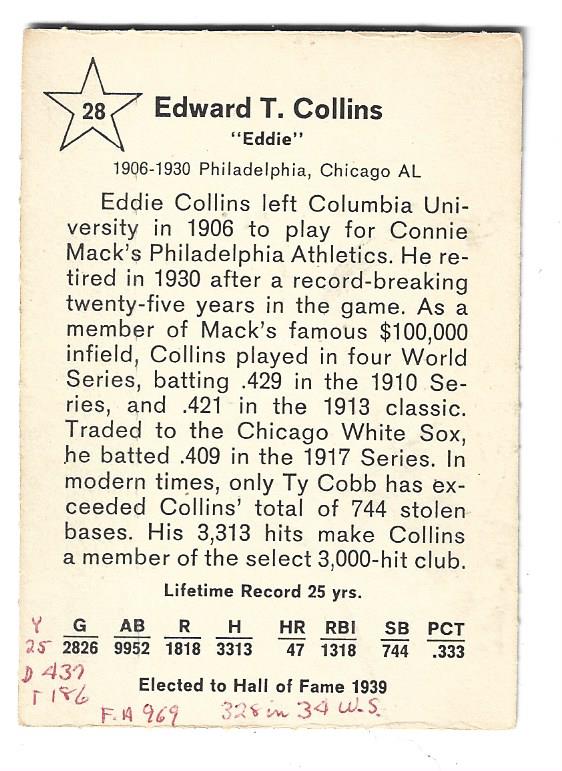 28
Edward T. Collins
"Eddie"
1906-1930 Philadelphia, Chicago AL
Eddie Collins left Columbia Uni-
versity in 1906 to play for Connie
Mack's Philadelphia Athletics. He re-
tired in 1930 after a record-breaking
twenty-five years in the game. As a
member of Mack's famous $100,000
infield, Collins played in four World
Series, batting .429 in the 1910 Se-
ries, and .421 in the 1913 classic.
Traded to the Chicago White Sox,
he batted .409 in the 1917 Series. In
modern times, only Ty Cobb has ex-
ceeded Collins' total of 744 stolen
bases. His 3,313 hits make Collins
a member of the select 3,000-hit club.
Lifetime Record 25 yrs.
Y G AB R H HR RBI SB PCT
25 2826 9952 1818 3313 47 1318 744 .333
D 437
T 186
Elected to Hall of Fame 1939
F.A 969 328 in 34 W.S.